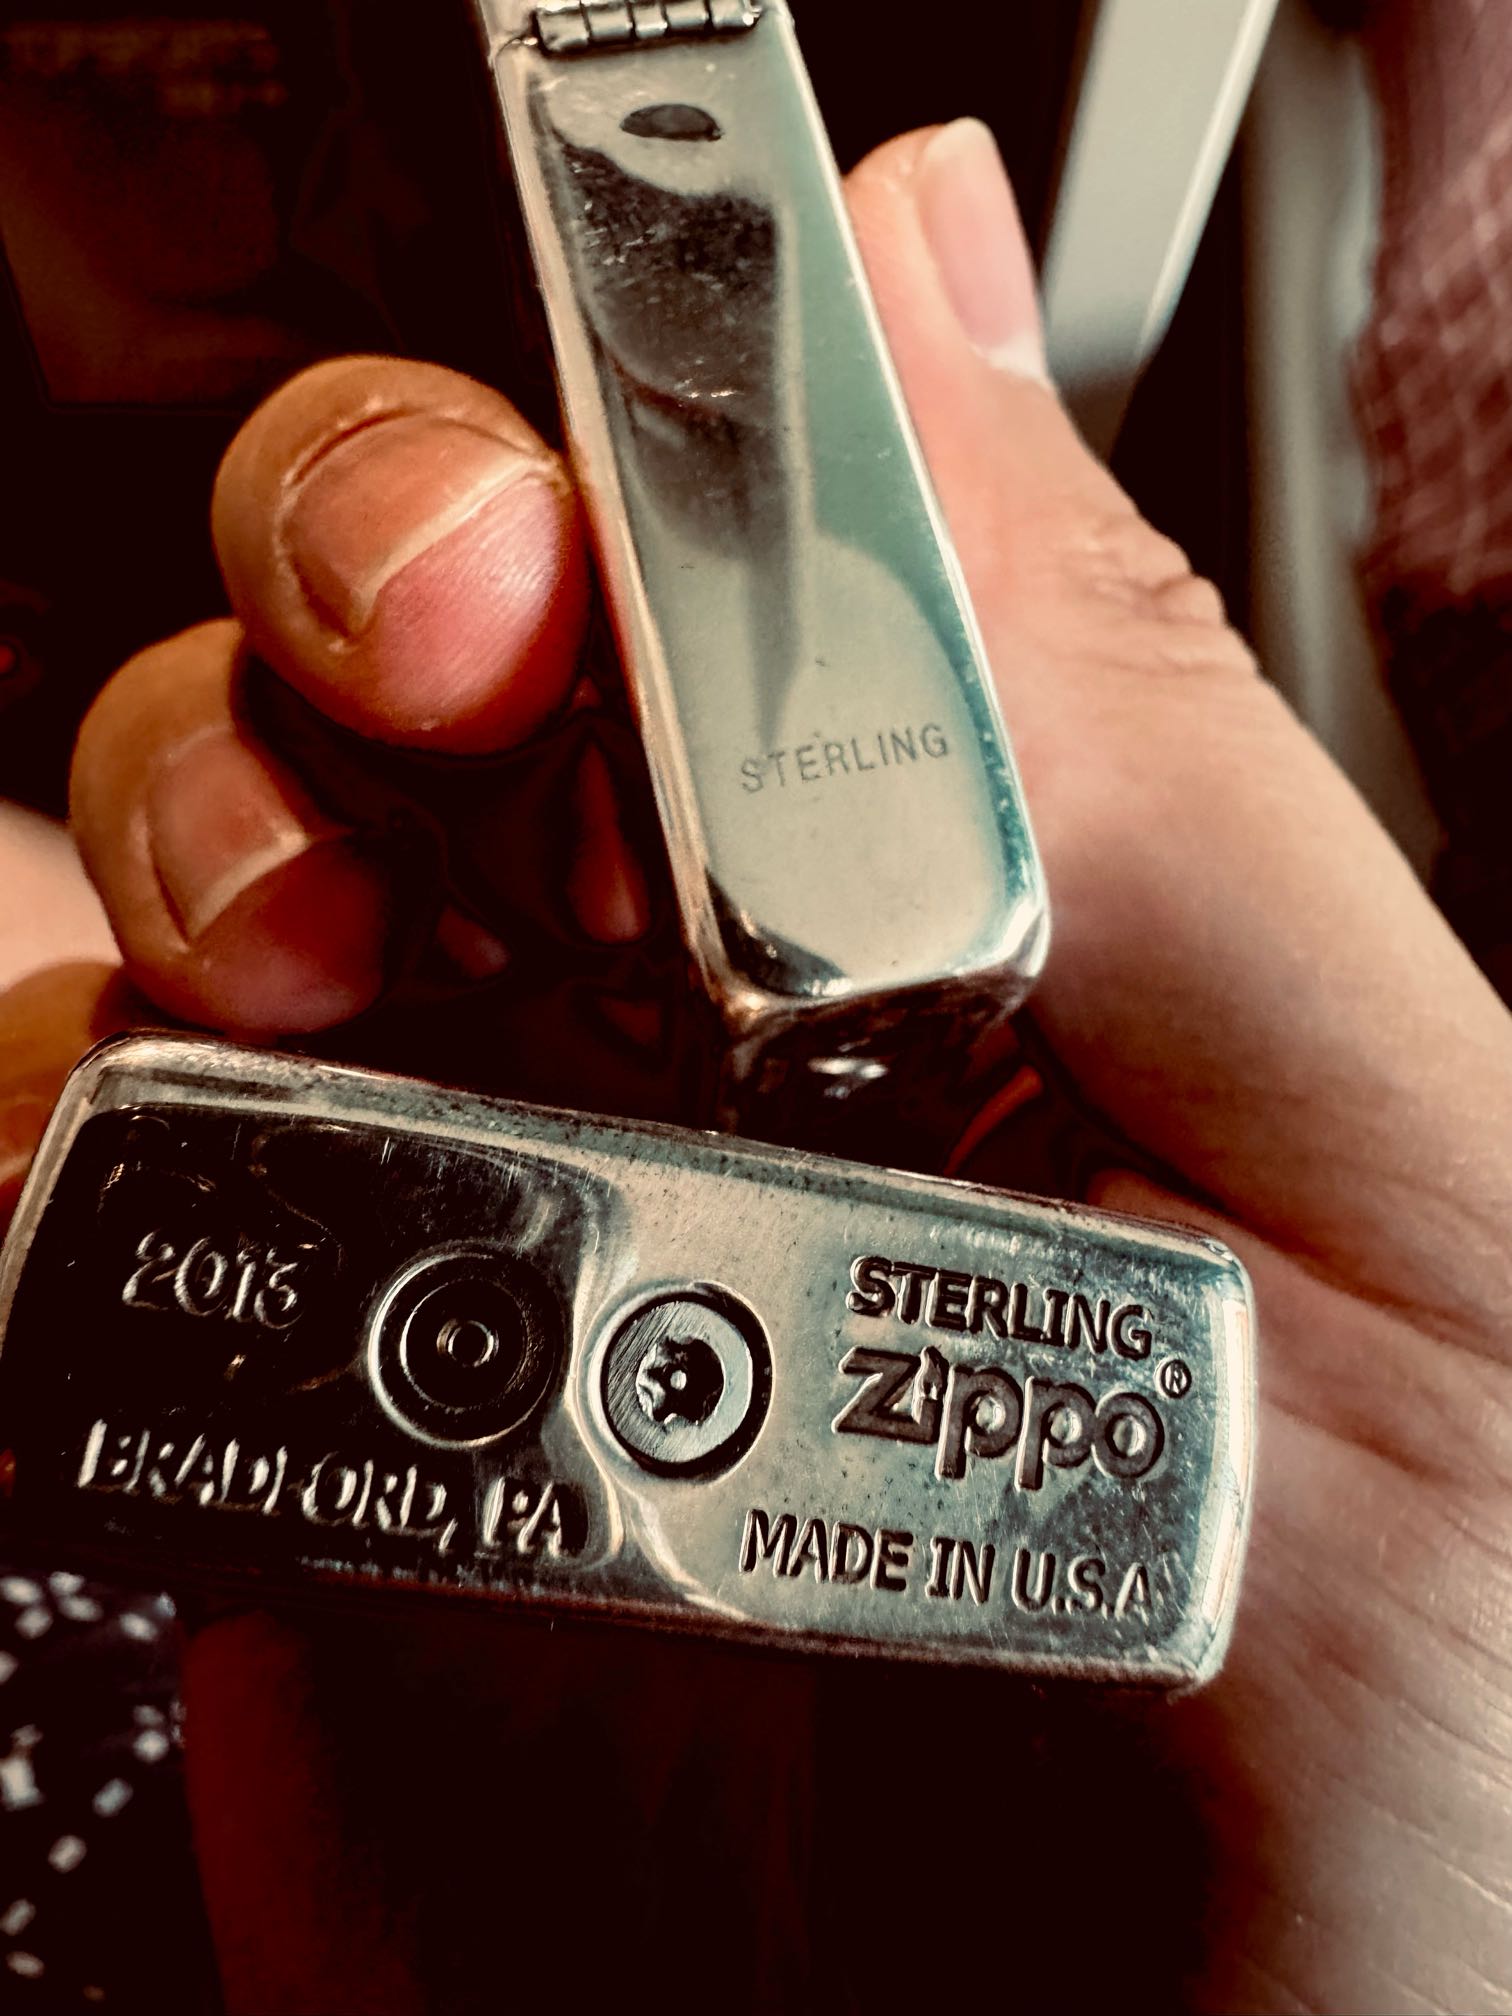 STERLING
2013
BRADFORD, PA
STERLING
Zippo®
MADE IN U.S.A